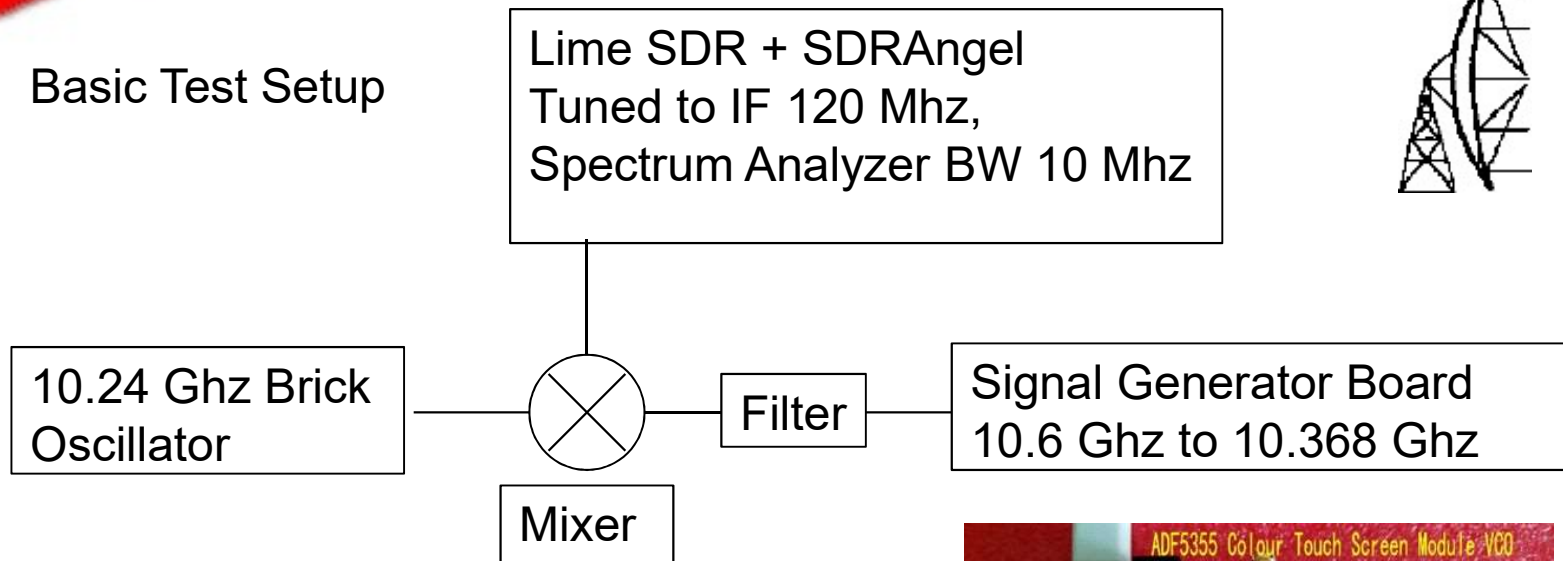 Basic Test Setup
Lime SDR + SDRAngel
Tuned to IF 120 Mhz,
Spectrum Analyzer BW 10 Mhz
10.24 Ghz Brick
Oscillator
Filter
Signal Generator Board
10.6 Ghz to 10.368 Ghz
Mixer
ADF5355 Colour Touch Screen Module VCO